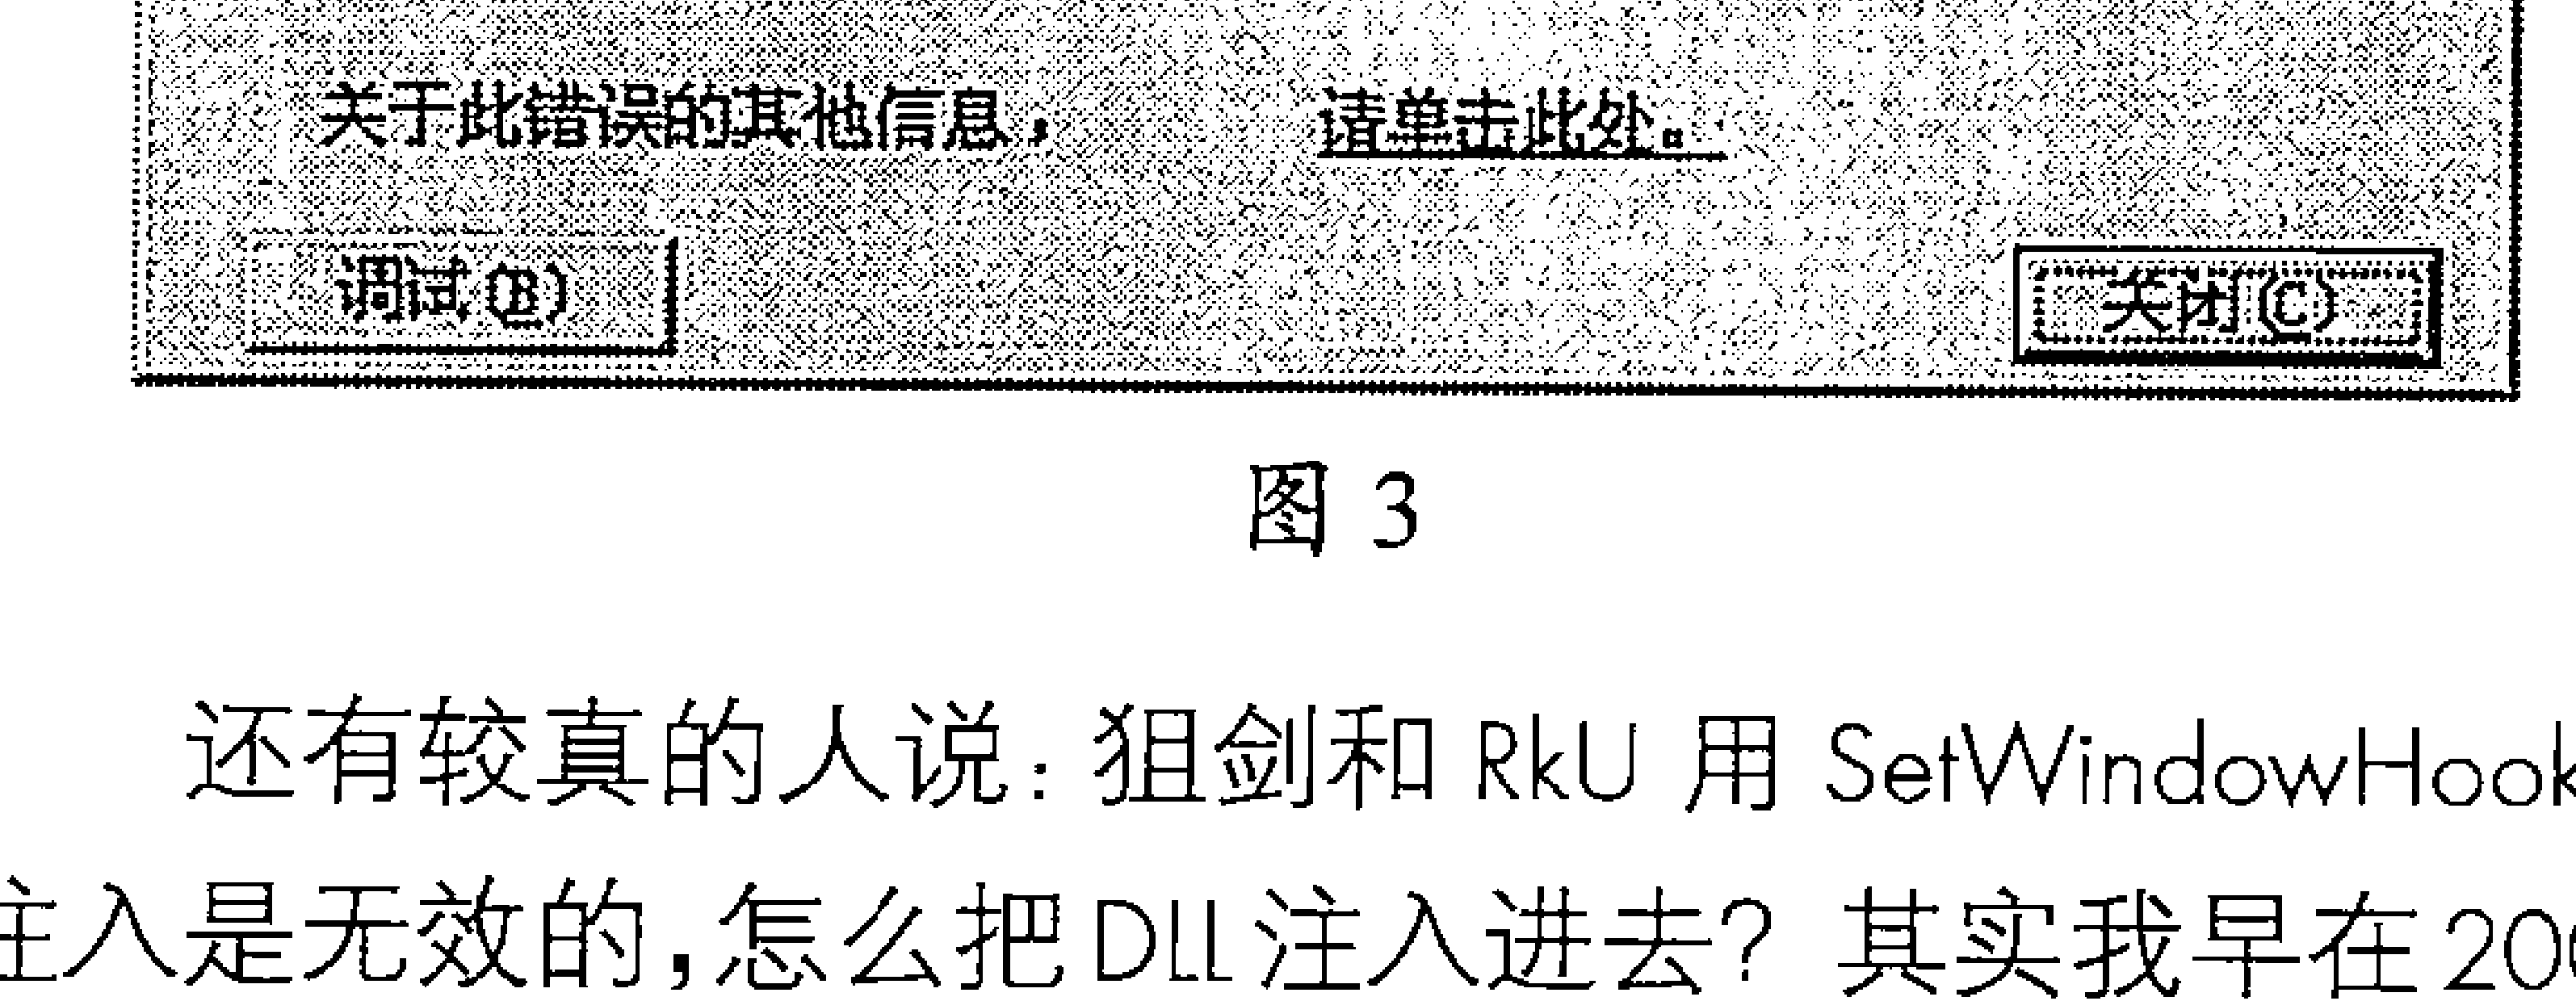 关于此错误的其他信息， 请单击此处。
调试(B) 关闭(C)
图 3
还有较真的人说：狙剑和 RkU 用 SetWindowHook
注入是无效的，怎么把 DLL 注入进去？其实我早在 200